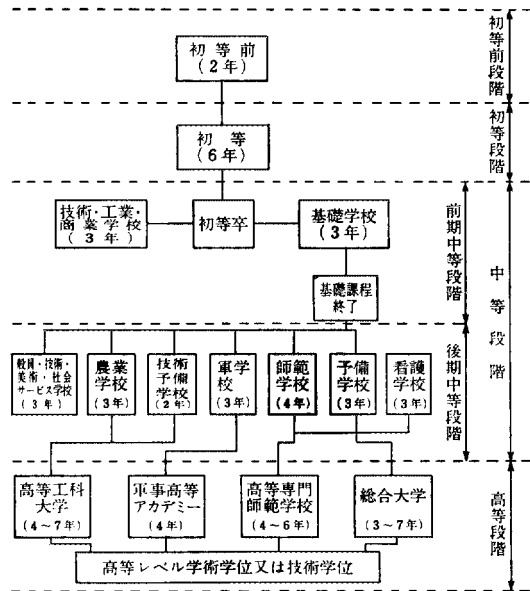 初等前
(2年)
初等前段階
初等
(6年)
初等段階
技術・工業・
商業学校
(3年)
初等卒
基礎学校
(3年)
基礎課程
終了
前期中等段階
中等段階
美術・社会
サービス学校
(3年)
農業
学校
(3年)
技術
予備
学校
(2年)
軍学
校
(3年)
師範
学校
(4年)
予備
学校
(3年)
看護
学校
(3年)
後期中等段階
高等工科
大学
(4〜7年)
軍事高等
アカデミー
(4年)
高等専門
師範学校
(4〜6年)
総合大学
(3〜7年)
高等段階
高等レベル学術学位又は技術学位